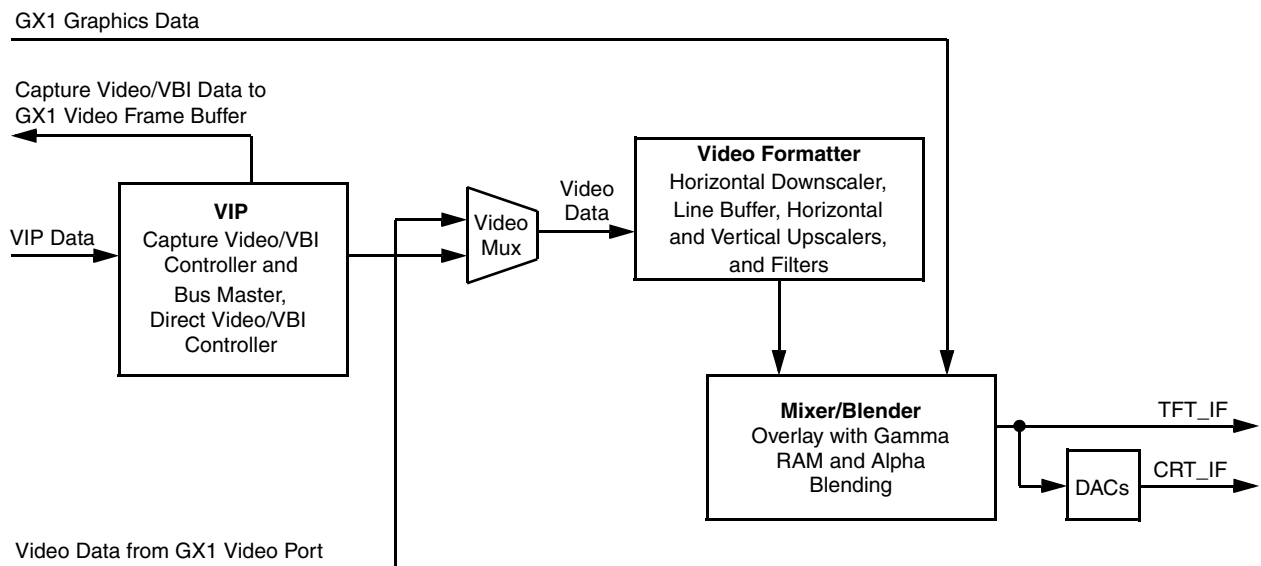 GX1 Graphics Data
Capture Video/VBI Data to
GX1 Video Frame Buffer
VIP Data
VIP
Capture Video/VBI
Controller and
Bus Master,
Direct Video/VBI
Controller
Video
Mux
Video
Data
Video Formatter
Horizontal Downscaler,
Line Buffer, Horizontal
and Vertical Upscalers,
and Filters
Mixer/Blender
Overlay with Gamma
RAM and Alpha
Blending
TFT_IF
DACs
CRT_IF
Video Data from GX1 Video Port